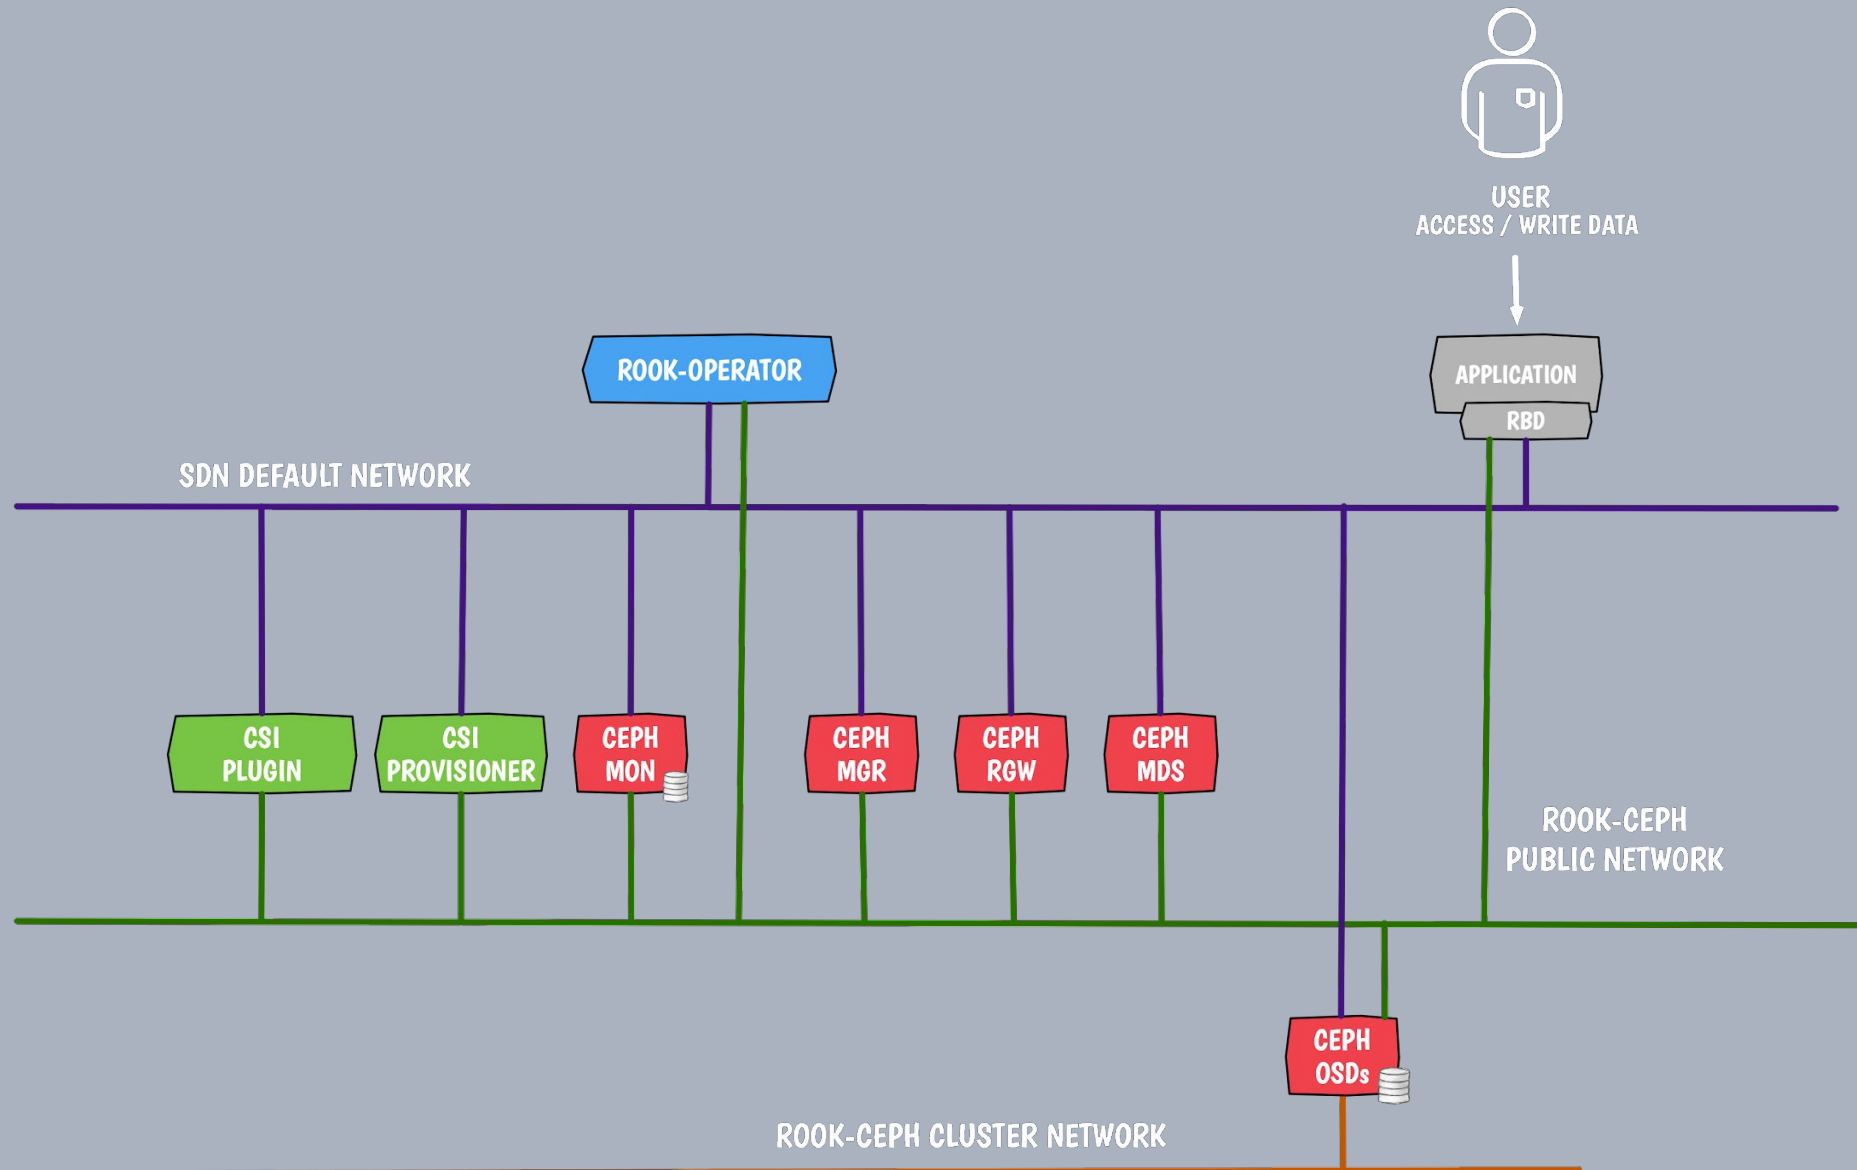 USER
ACCESS / WRITE DATA
ROOK-OPERATOR
APPLICATION
RBD
SDN DEFAULT NETWORK
CSI
PLUGIN
CSI
PROVISIONER
CEPH
MON
CEPH
MGR
CEPH
RGW
CEPH
MDS
ROOK-CEPH
PUBLIC NETWORK
CEPH
OSDs
ROOK-CEPH CLUSTER NETWORK